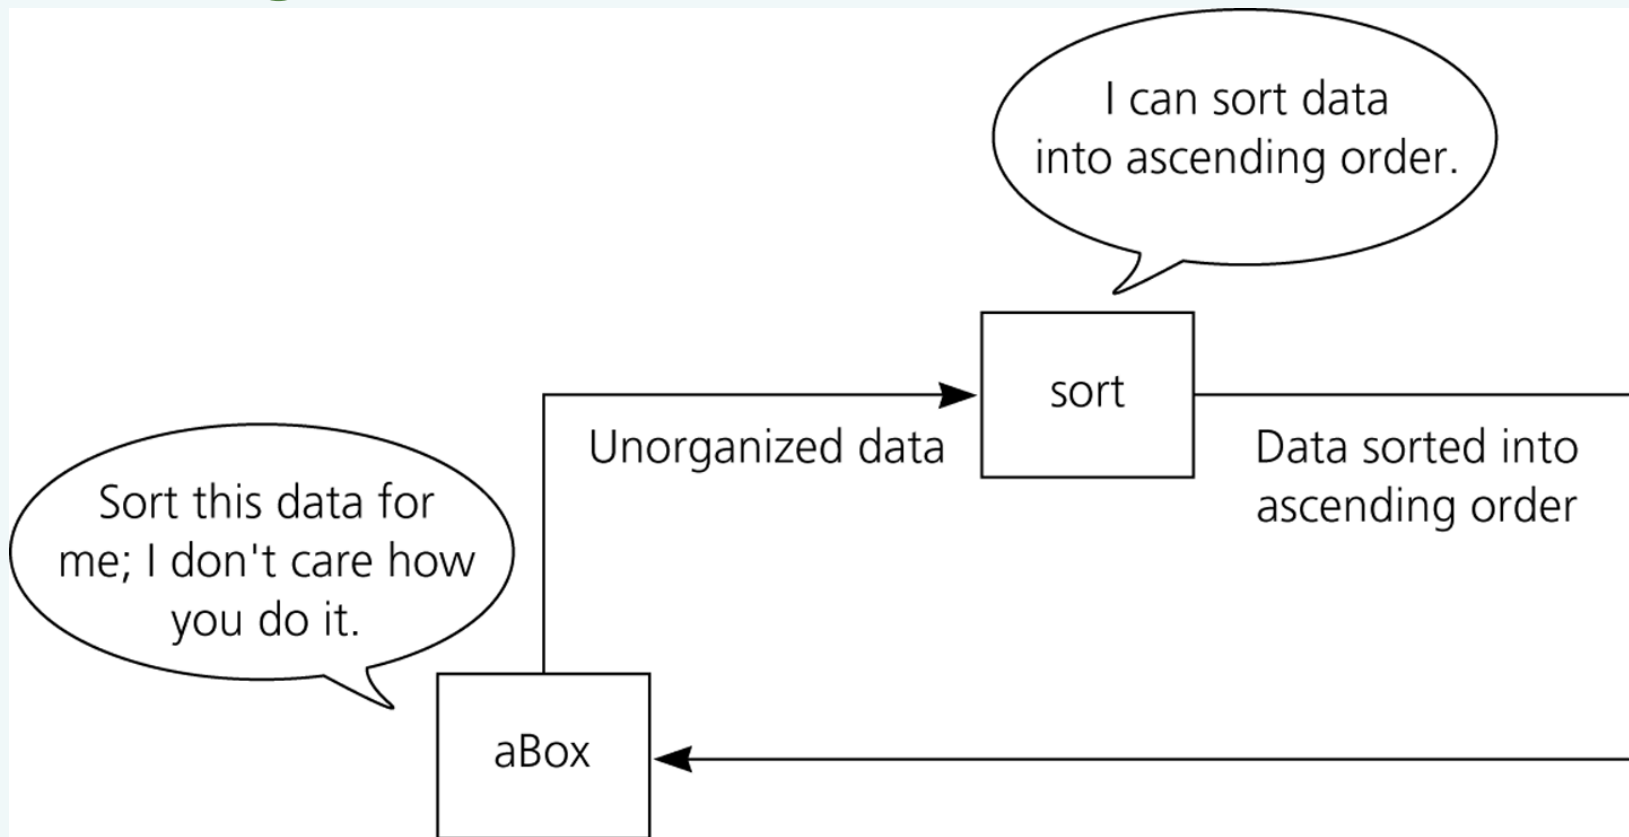 I can sort data
into ascending order.
sort
Unorganized data
Data sorted into
ascending order
Sort this data for
me; I don't care how
you do it.
aBox